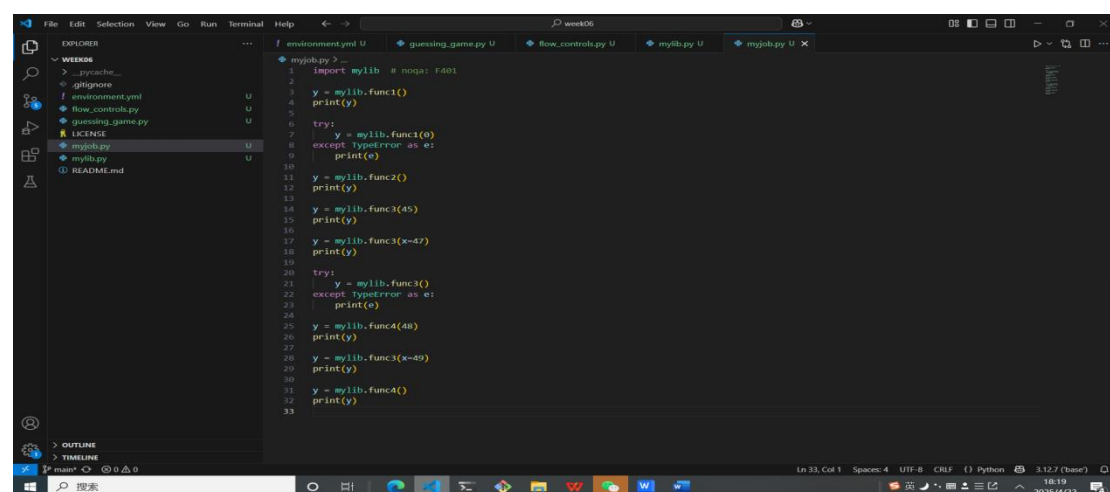 File Edit Selection View Go Run Terminal Help
week06
EXPLORER
WEEK06
__pycache__
.gitignore
environment.yml U
flow_controls.py U
guessing_game.py U
LICENSE
myjob.py U
mylib.py U
README.md
OUTLINE
TIMELINE
environment.yml U guessing_game.py U flow_controls.py U mylib.py U myjob.py U
myjob.py > ...
1 import mylib # noqa: F401
2
3 y = mylib.func1()
4 print(y)
5
6 try:
7 y = mylib.func1(0)
8 except TypeError as e:
9 print(e)
10
11 y = mylib.func2()
12 print(y)
13
14 y = mylib.func3(45)
15 print(y)
16
17 y = mylib.func3(x=47)
18 print(y)
19
20 try:
21 y = mylib.func3()
22 except TypeError as e:
23 print(e)
24
25 y = mylib.func4(48)
26 print(y)
27
28 y = mylib.func3(x=49)
29 print(y)
30
31 y = mylib.func4()
32 print(y)
33
main* 0 0 Ln 33, Col 1 Spaces: 4 UTF-8 CRLF {} Python 3.12.7 ('base')
搜索
英
18:19